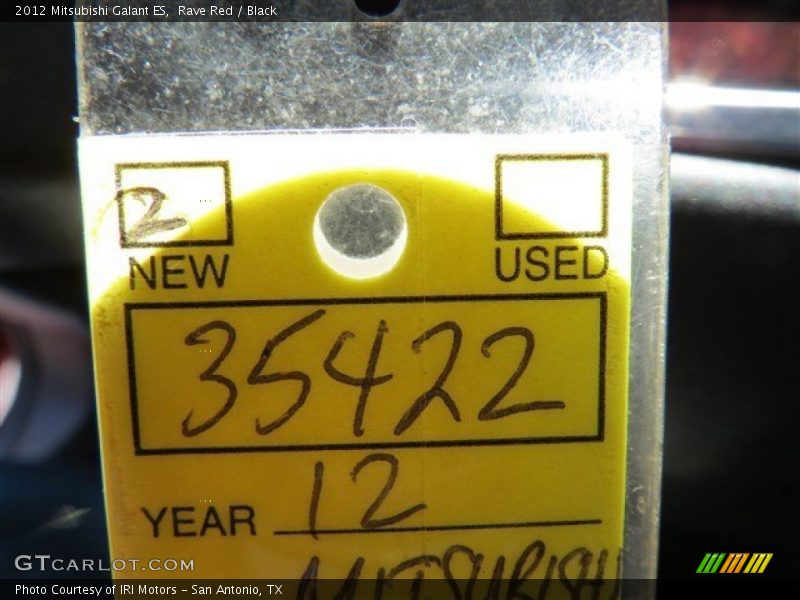 2012 Mitsubishi Galant ES, Rave Red / Black
2
NEW USED
35422
YEAR 12
MITSUBISHI
GTCARLOT.COM
Photo Courtesy of IRI Motors – San Antonio, TX